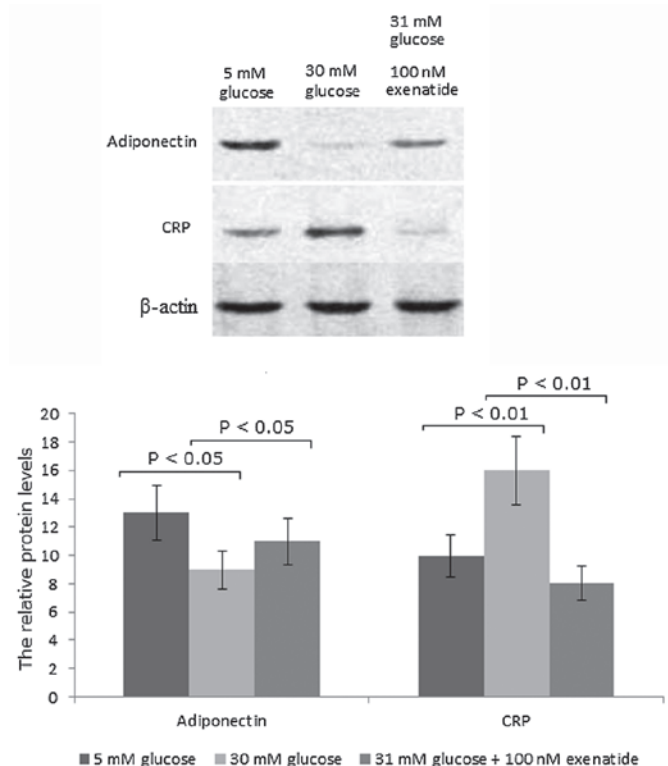 31 mM
glucose
5 mM 30 mM 100 nM
glucose glucose exenatide
Adiponectin
CRP
β-actin
P < 0.01
P < 0.05 P < 0.01
P < 0.05
The relative protein levels
20
18
16
14
12
10
8
6
4
2
0
Adiponectin CRP
5 mM glucose 30 mM glucose 31 mM glucose + 100 nM exenatide